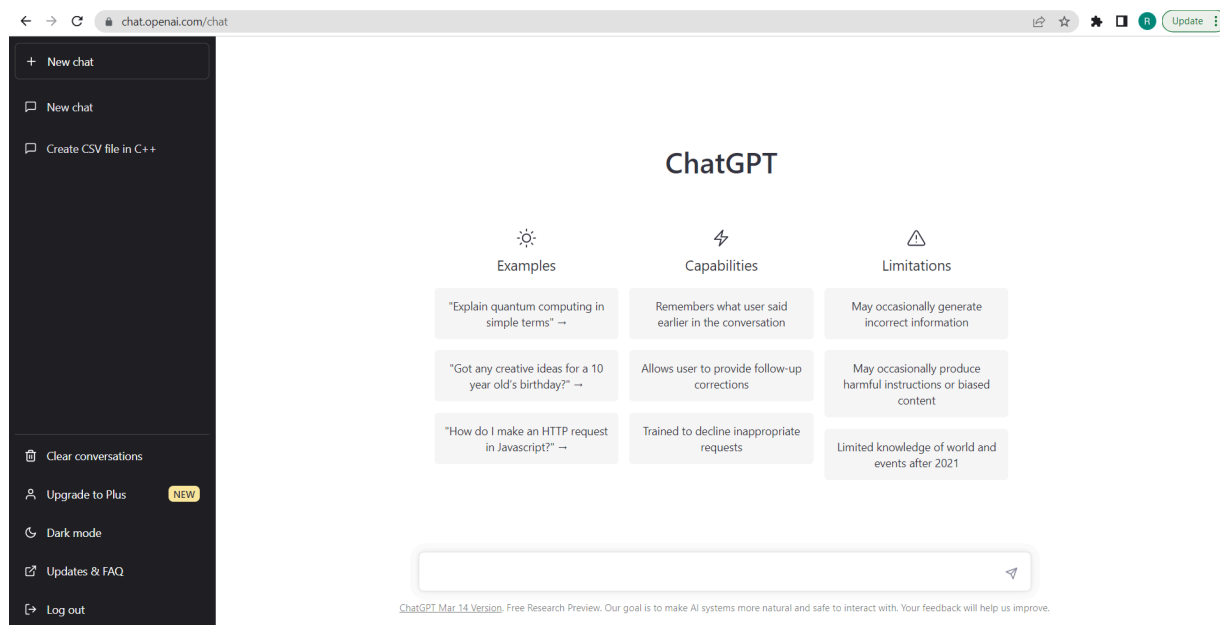 chat.openai.com/chat
R
Update
New chat
New chat
Create CSV file in C++
Clear conversations
Upgrade to Plus
NEW
Dark mode
Updates & FAQ
Log out
ChatGPT
Examples
"Explain quantum computing in
simple terms" →
"Got any creative ideas for a 10
year old's birthday?" →
"How do I make an HTTP request
in Javascript?" →
Capabilities
Remembers what user said
earlier in the conversation
Allows user to provide follow-up
corrections
Trained to decline inappropriate
requests
Limitations
May occasionally generate
incorrect information
May occasionally produce
harmful instructions or biased
content
Limited knowledge of world and
events after 2021
ChatGPT Mar 14 Version. Free Research Preview. Our goal is to make AI systems more natural and safe to interact with. Your feedback will help us improve.